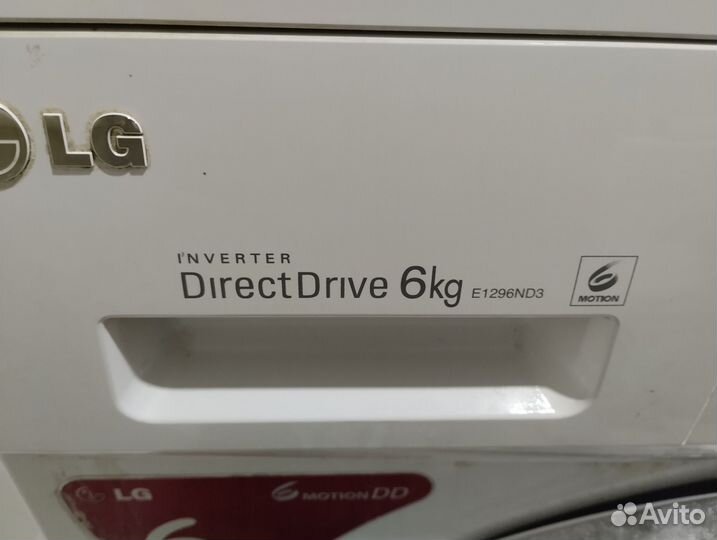 LG
INVERTER
DirectDrive 6kg E1296ND3
6
MOTION
LG 6 MOTION DD
Avito